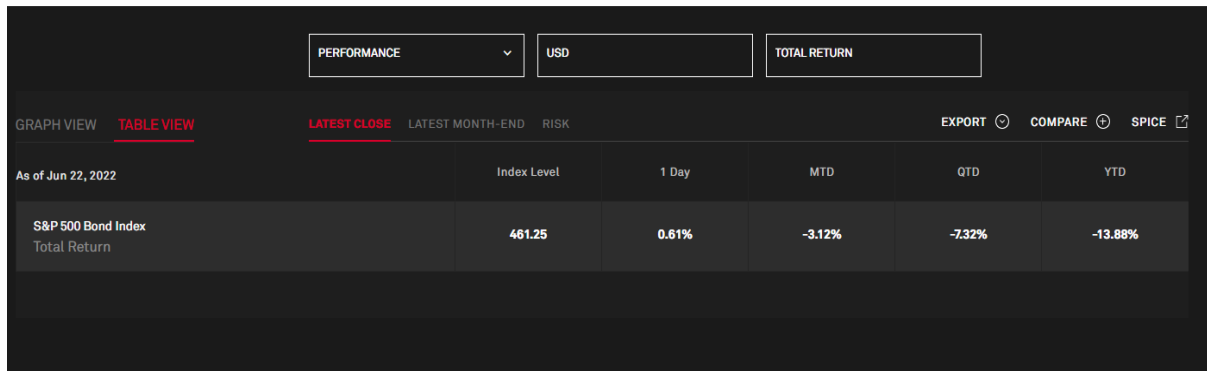 PERFORMANCE USD TOTAL RETURN
GRAPH VIEW TABLE VIEW LATEST CLOSE LATEST MONTH-END RISK EXPORT COMPARE SPICE
As of Jun 22, 2022 Index Level 1 Day MTD QTD YTD
S&P 500 Bond Index
Total Return
461.25 0.61% -3.12% -7.32% -13.88%